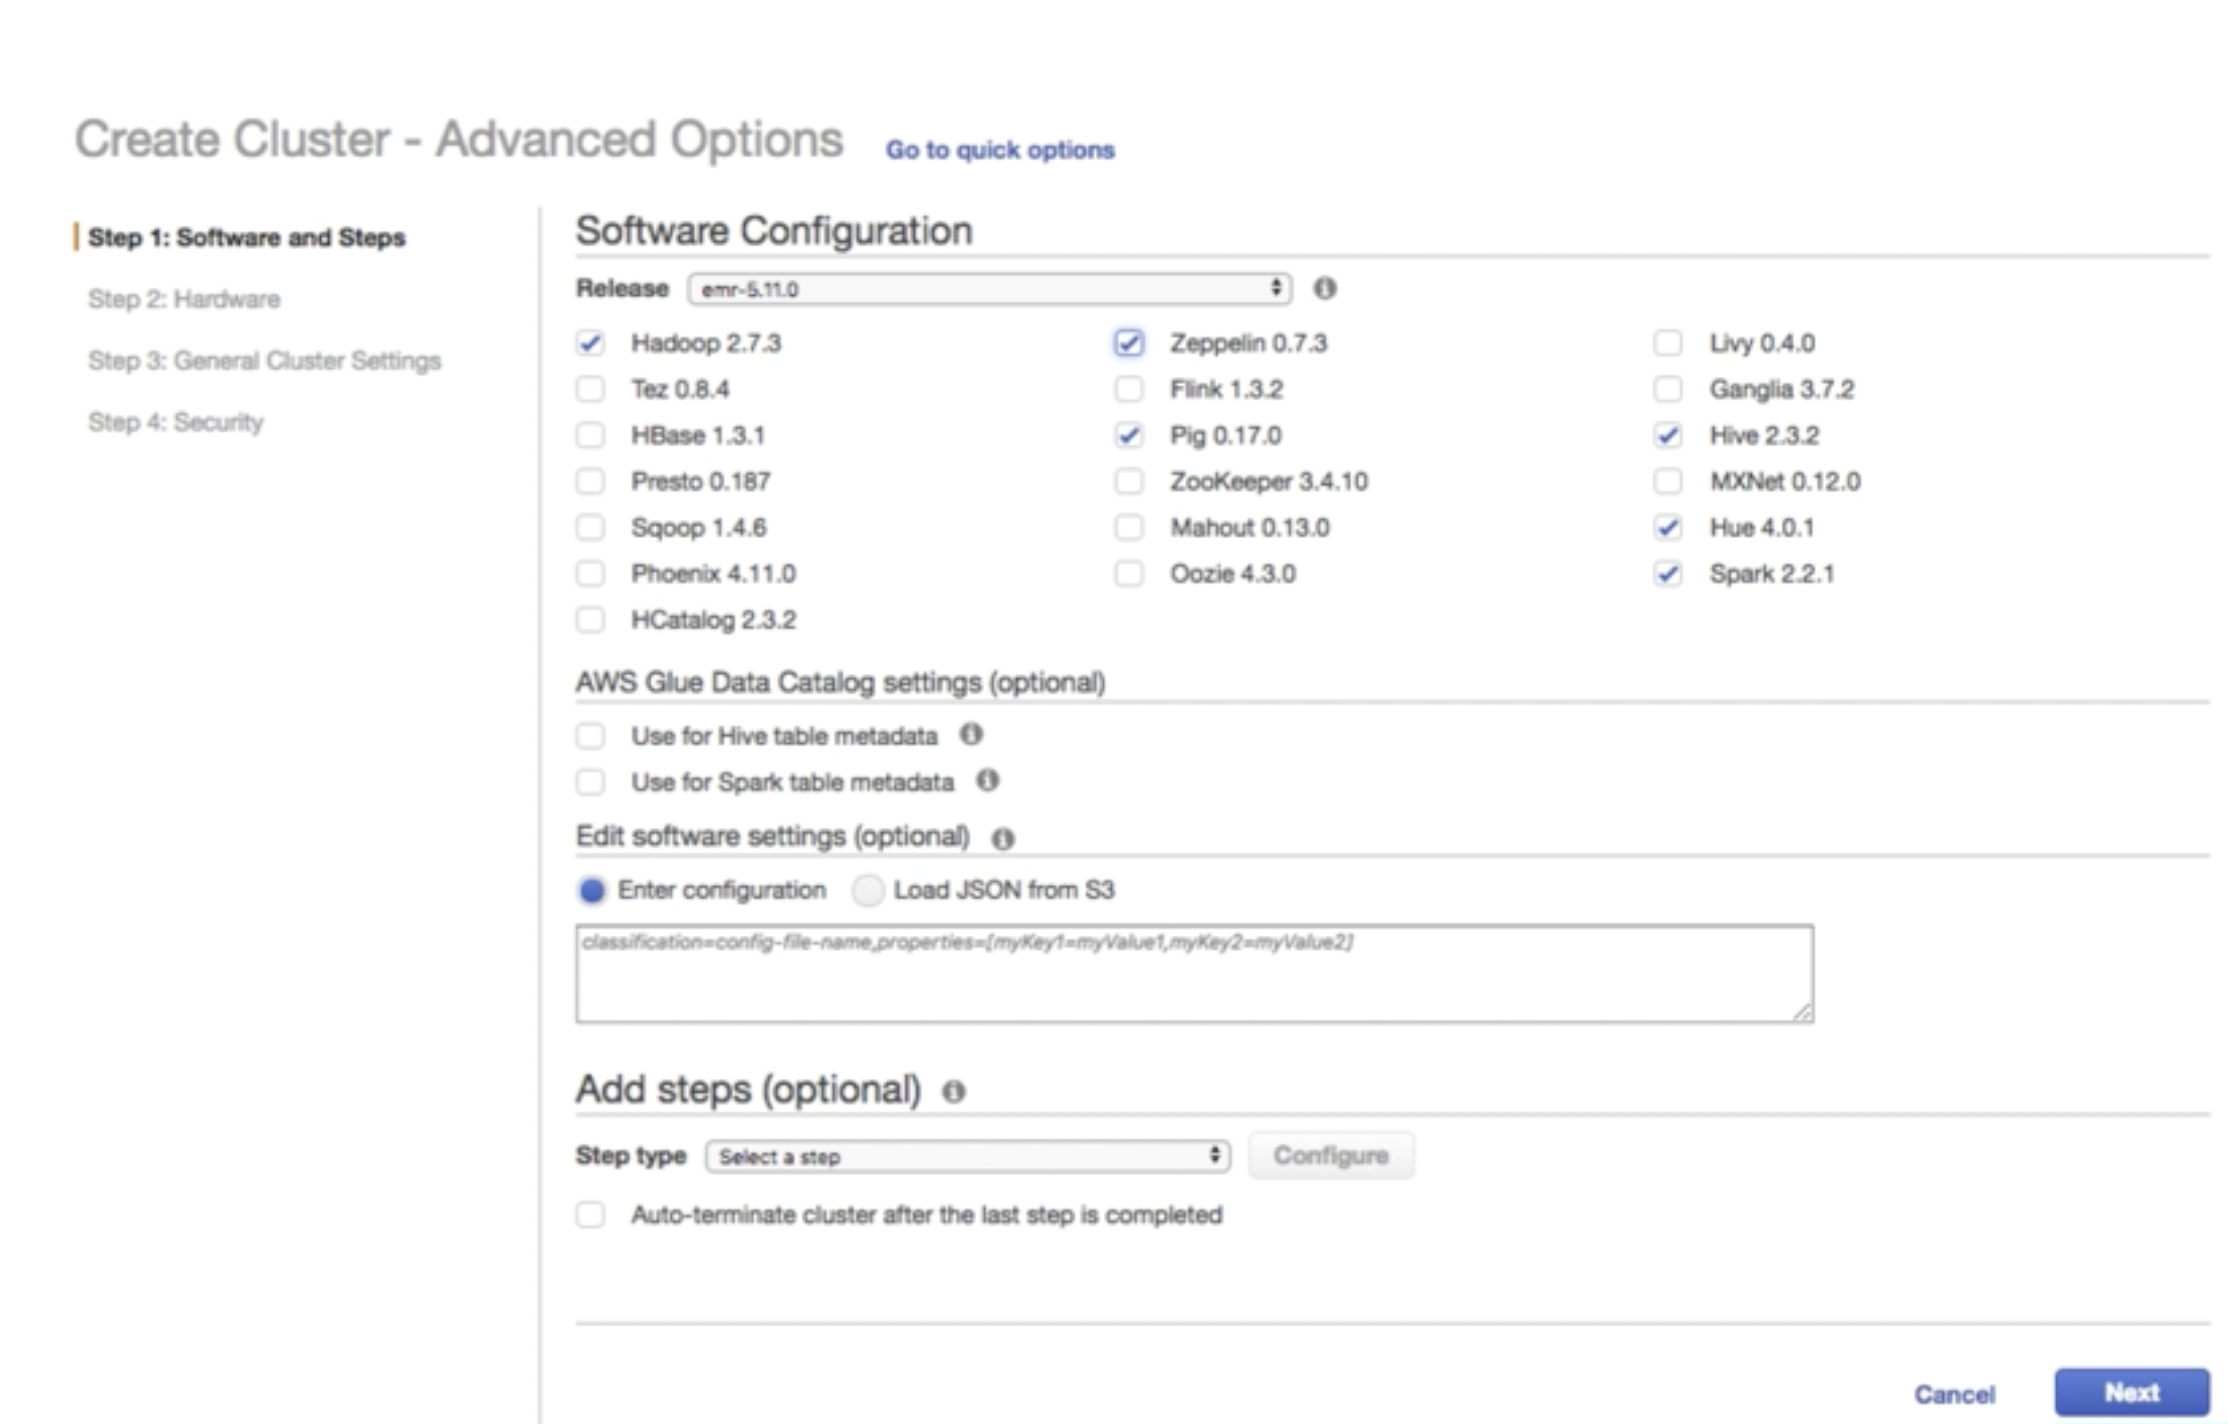 Create Cluster - Advanced Options Go to quick options
Step 1: Software and Steps
Step 2: Hardware
Step 3: General Cluster Settings
Step 4: Security
Software Configuration
Release emr-5.11.0
Hadoop 2.7.3 Zeppelin 0.7.3 Livy 0.4.0
Tez 0.8.4 Flink 1.3.2 Ganglia 3.7.2
HBase 1.3.1 Pig 0.17.0 Hive 2.3.2
Presto 0.187 ZooKeeper 3.4.10 MXNet 0.12.0
Sqoop 1.4.6 Mahout 0.13.0 Hue 4.0.1
Phoenix 4.11.0 Oozie 4.3.0 Spark 2.2.1
HCatalog 2.3.2
AWS Glue Data Catalog settings (optional)
Use for Hive table metadata
Use for Spark table metadata
Edit software settings (optional)
Enter configuration Load JSON from S3
classification=config-file-name,properties=[myKey1=myValue1,myKey2=myValue2]
Add steps (optional)
Step type Select a step Configure
Auto-terminate cluster after the last step is completed
Cancel Next